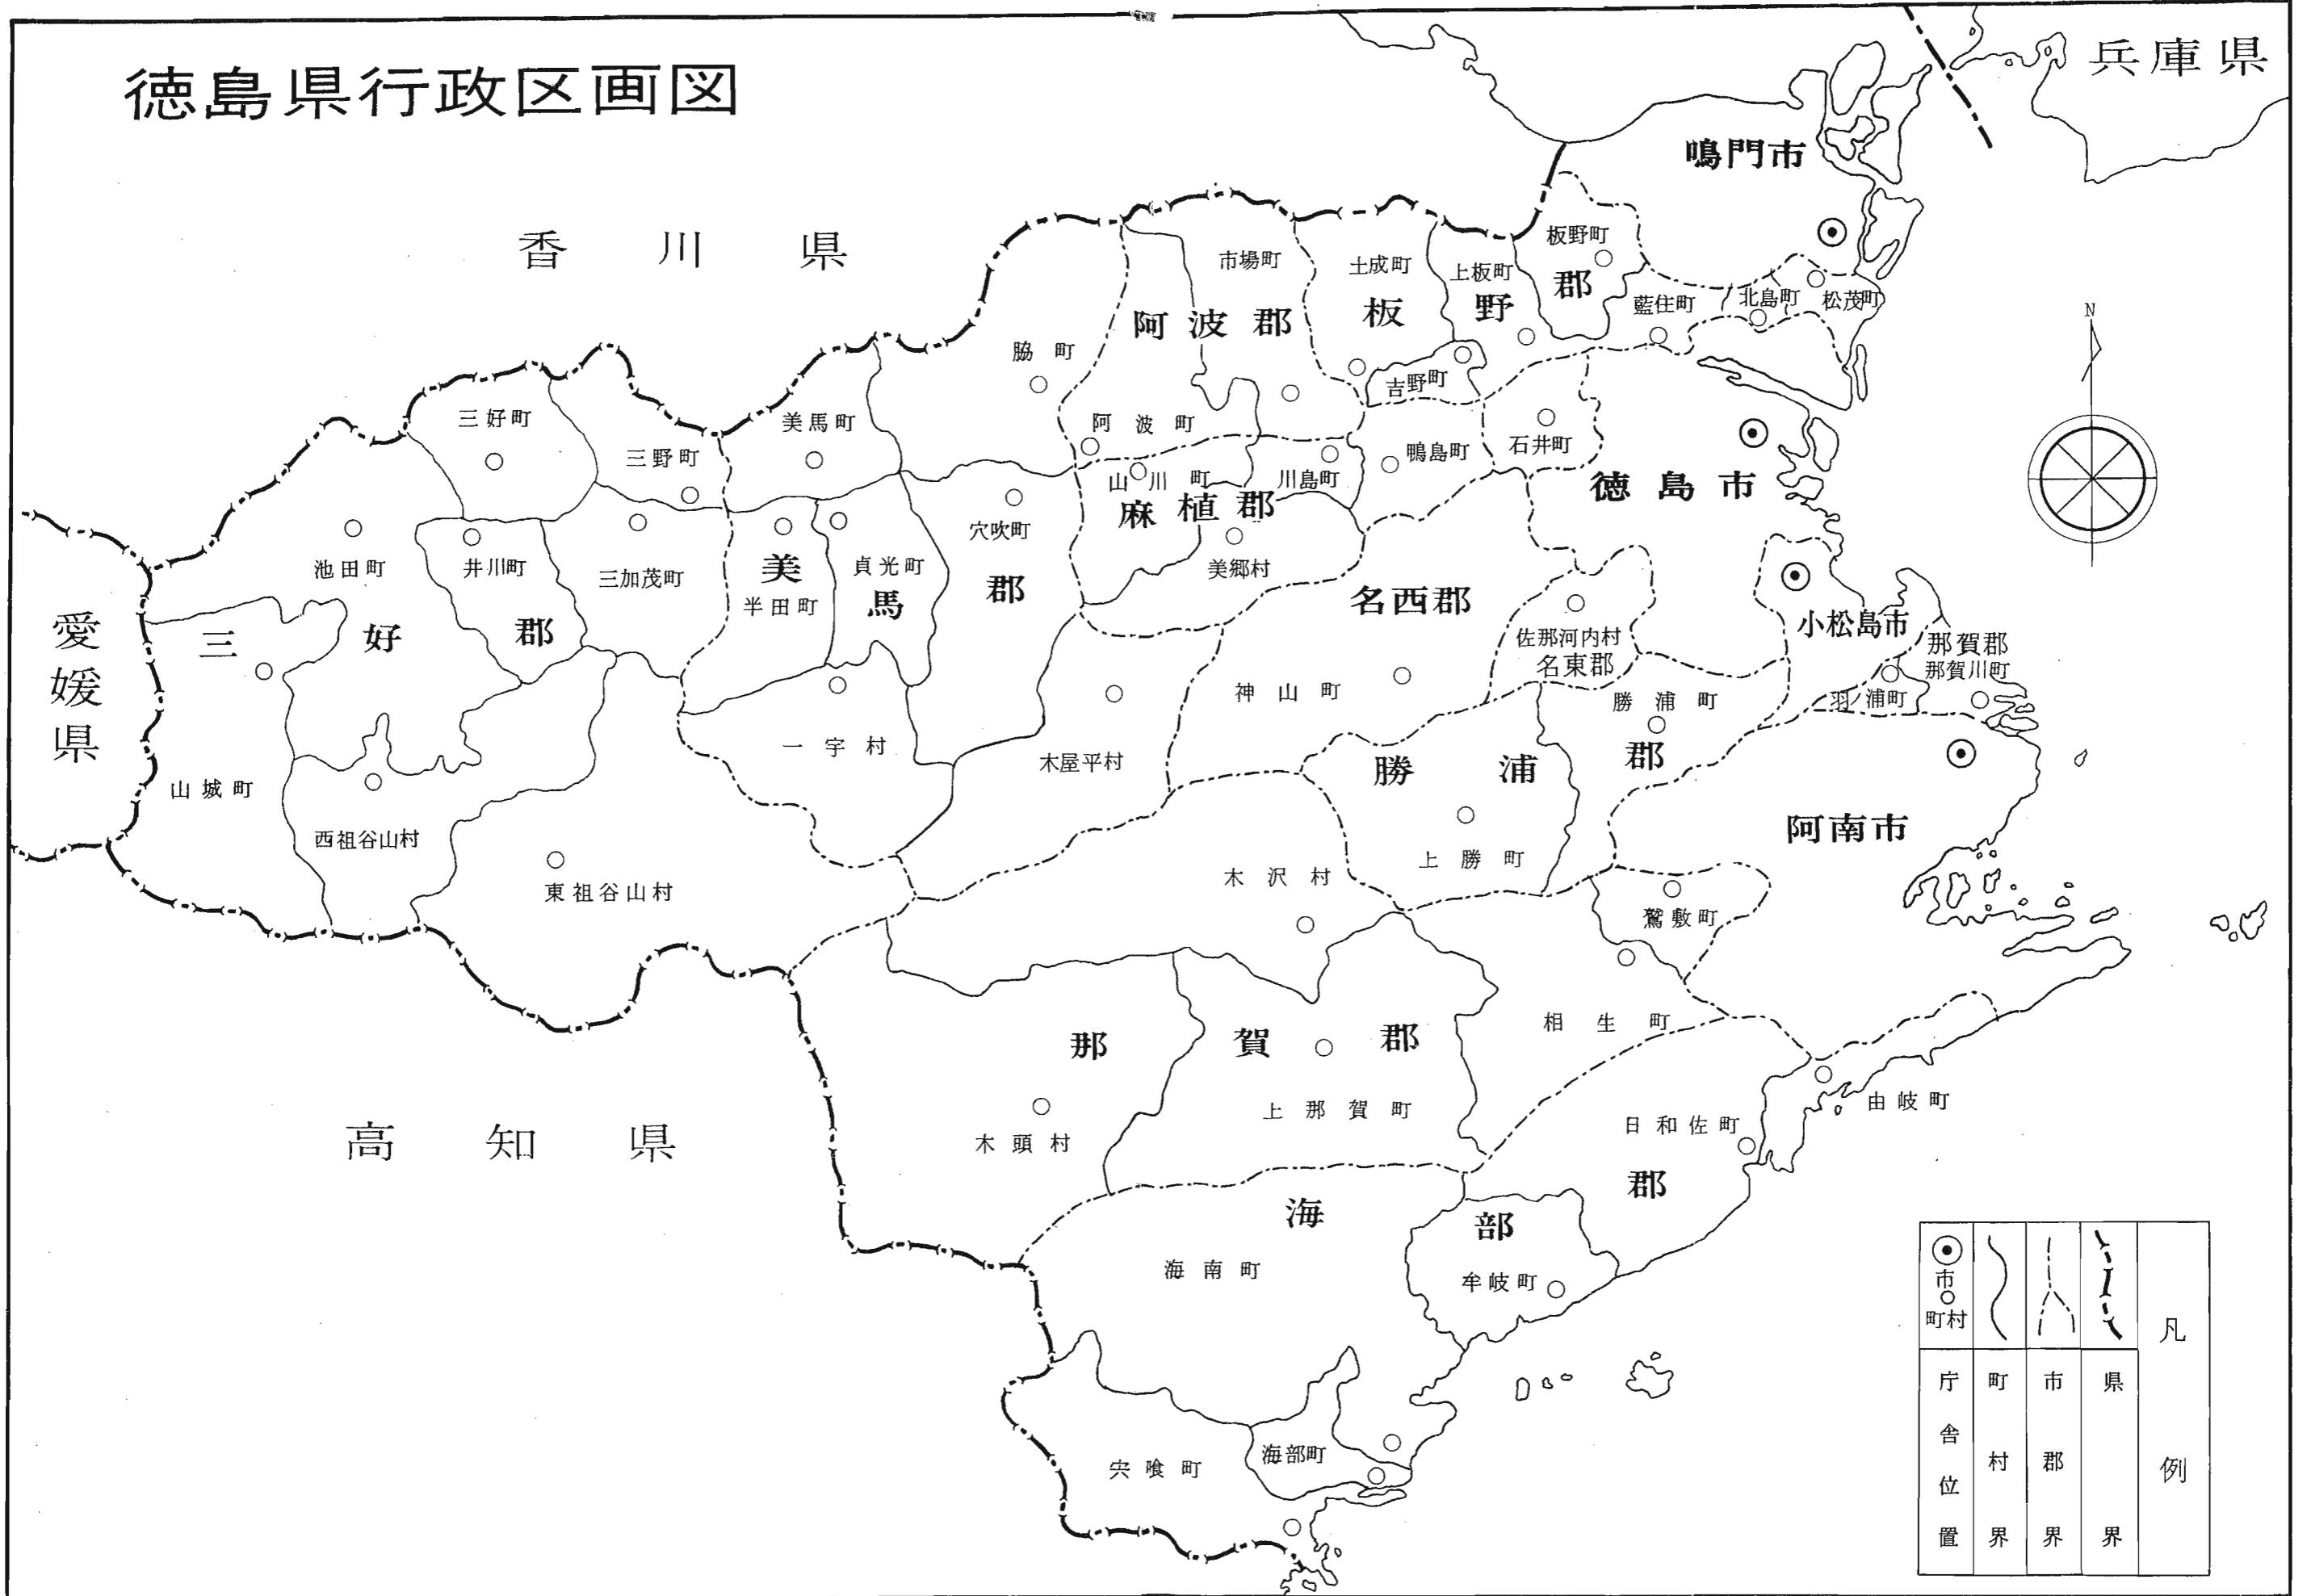 徳島県行政区画図
兵庫県
香川県
愛媛県
高知県
鳴門市
徳島市
小松島市
阿南市
板野郡
板野町
上板町
土成町
吉野町
藍住町
北島町
松茂町
阿波郡
市場町
阿波町
麻植郡
山川町
川島町
鴨島町
美郷村
名西郡
石井町
神山町
名東郡
佐那河内村
勝浦郡
勝浦町
上勝町
美馬郡
脇町
美馬町
半田町
貞光町
穴吹町
一宇村
木屋平村
三好郡
三好町
三野町
池田町
井川町
三加茂町
山城町
西祖谷山村
東祖谷山村
那賀郡
那賀川町
羽ノ浦町
那賀郡
鷲敷町
相生町
上那賀町
木沢村
木頭村
海部郡
由岐町
日和佐町
牟岐町
海南町
海部町
宍喰町
N
凡例
県界
市郡界
町村界
庁舎位置
市
町村